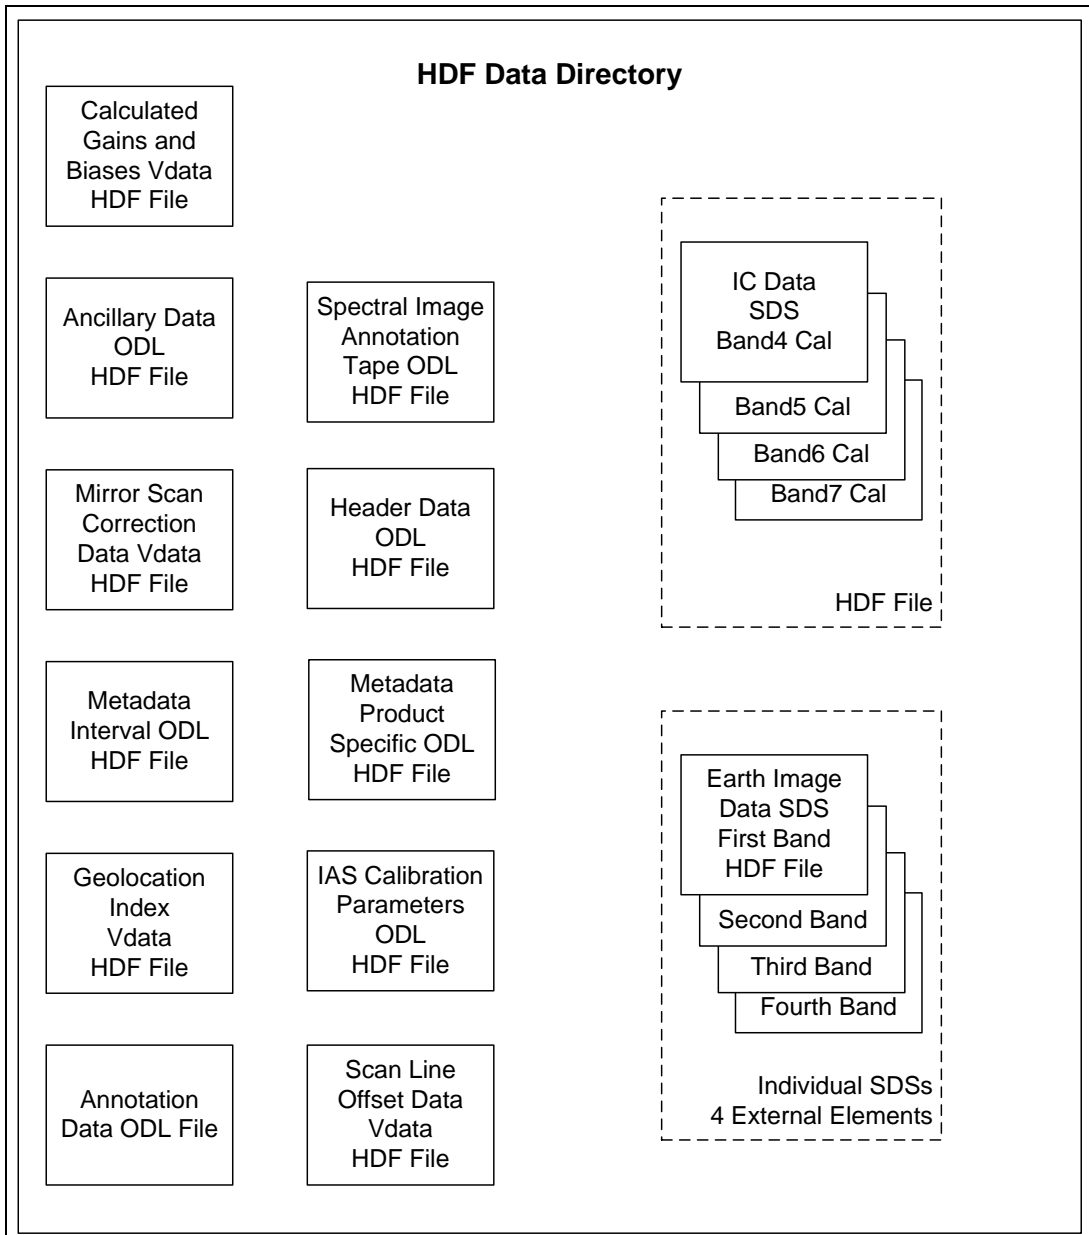 HDF Data Directory
Calculated
Gains and
Biases Vdata
HDF File
Ancillary Data
ODL
HDF File
Mirror Scan
Correction
Data Vdata
HDF File
Metadada
Interval ODL
HDF File
Geolocation
Index
Vdata
HDF File
Annotation
Data ODL File
Spectral Image
Annotation
Tape ODL
HDF File
Header Data
ODL
HDF File
Metadada
Product
Specific ODL
HDF File
IAS Calibration
Parameters
ODL
HDF File
Scan Line
Offset Data
Vdata
HDF File
IC Data
SDS
Band4 Cal
Band5 Cal
Band6 Cal
Band7 Cal
HDF File
Earth Image
Data SDS
First Band
HDF File
Second Band
Third Band
Fourth Band
Individual SDSs
4 External Elements